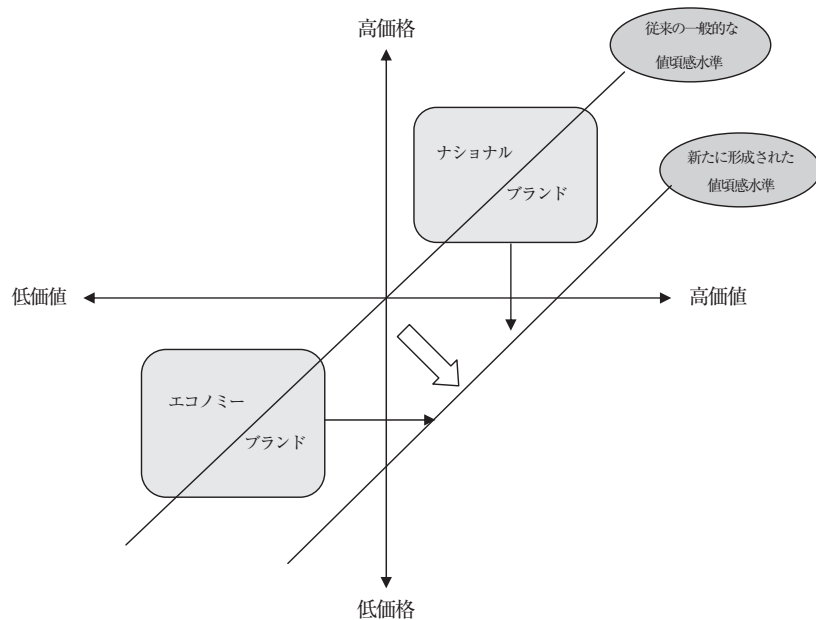 高価格
従来の一般的な
値頃感水準
ナショナル
ブランド
新たに形成された
値頃感水準
低価値
高価値
エコノミー
ブランド
低価格